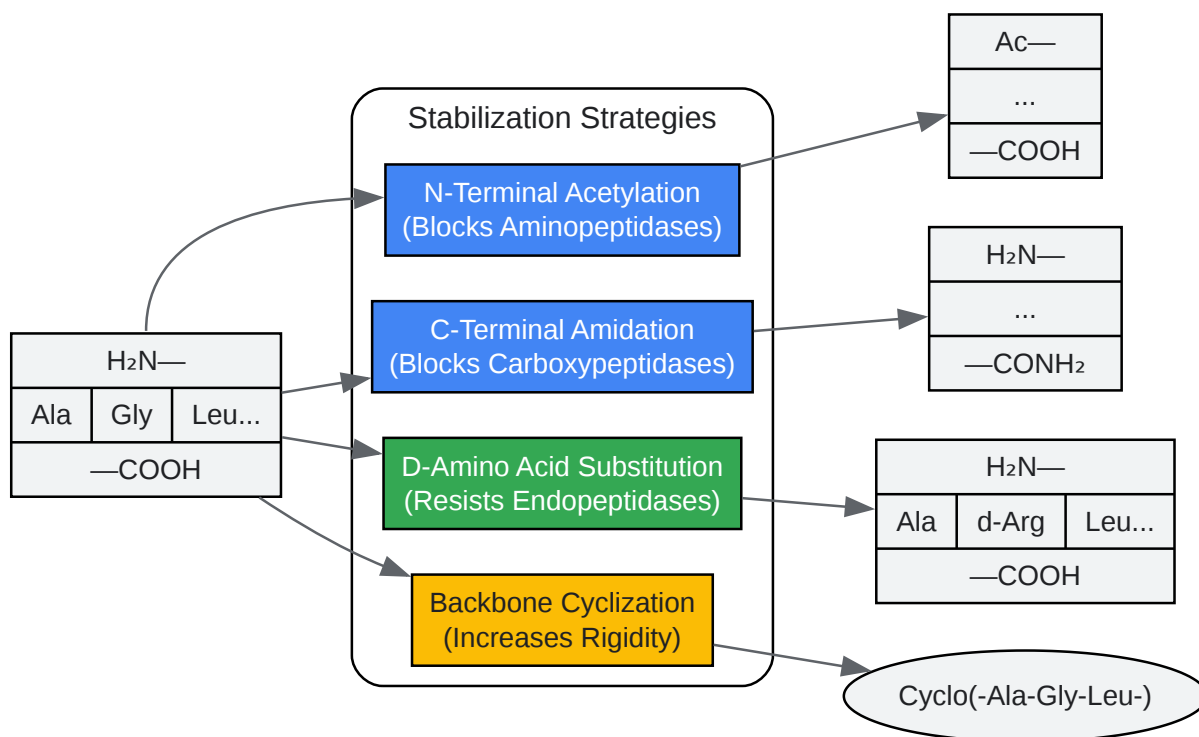 H₂N—
Ala
Gly
Leu...
—COOH
Stabilization Strategies
N-Terminal Acetylation
(Blocks Aminopeptidases)
C-Terminal Amidation
(Blocks Carboxypeptidases)
D-Amino Acid Substitution
(Resists Endopeptidases)
Backbone Cyclization
(Increases Rigidity)
Ac—
...
—COOH
H₂N—
...
—CONH₂
H₂N—
Ala
d-Arg
Leu...
—COOH
Cyclo(-Ala-Gly-Leu-)